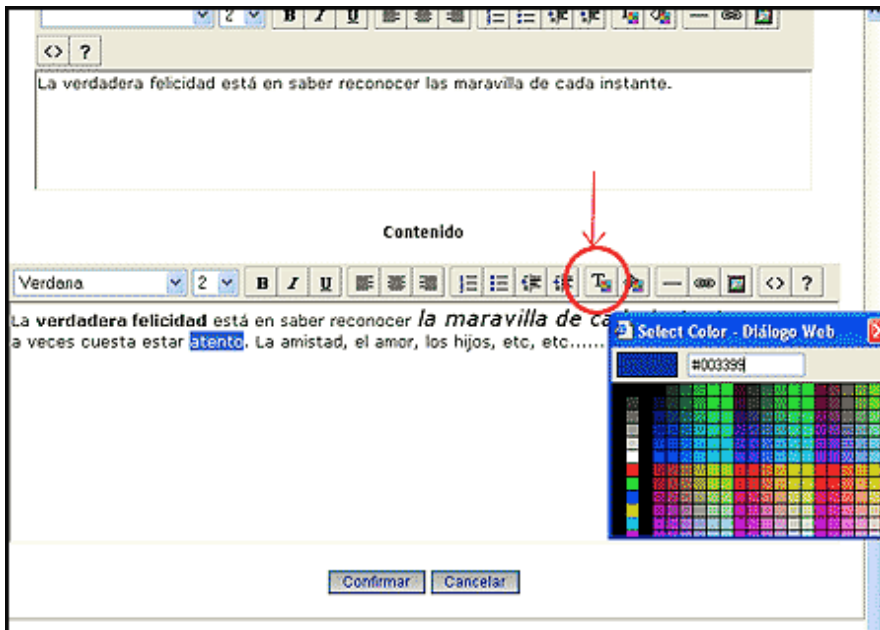 2 B I U
<> ?
La verdadera felicidad está en saber reconocer las maravilla de cada instante.
Contenido
Verdana 2 B I U T <> ?
La verdadera felicidad está en saber reconocer la maravilla de
a veces cuesta estar atento. La amistad, el amor, los hijos, etc, etc......
Select Color - Diálogo Web
#003399
Confirmar Cancelar